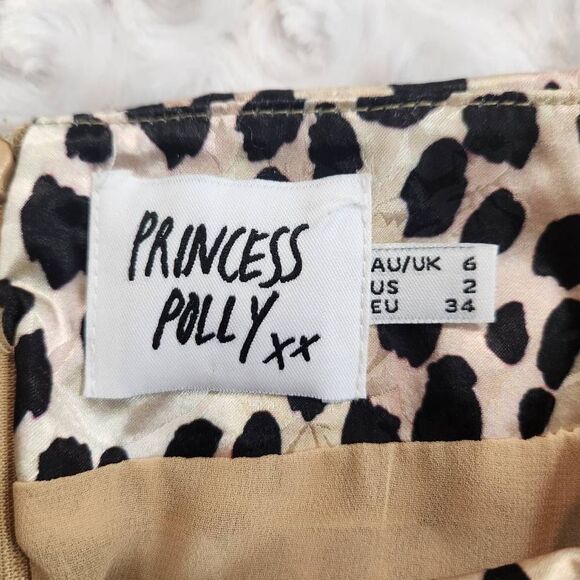 PRINCESS
POLLY xx
AU/UK 6
US 2
EU 34